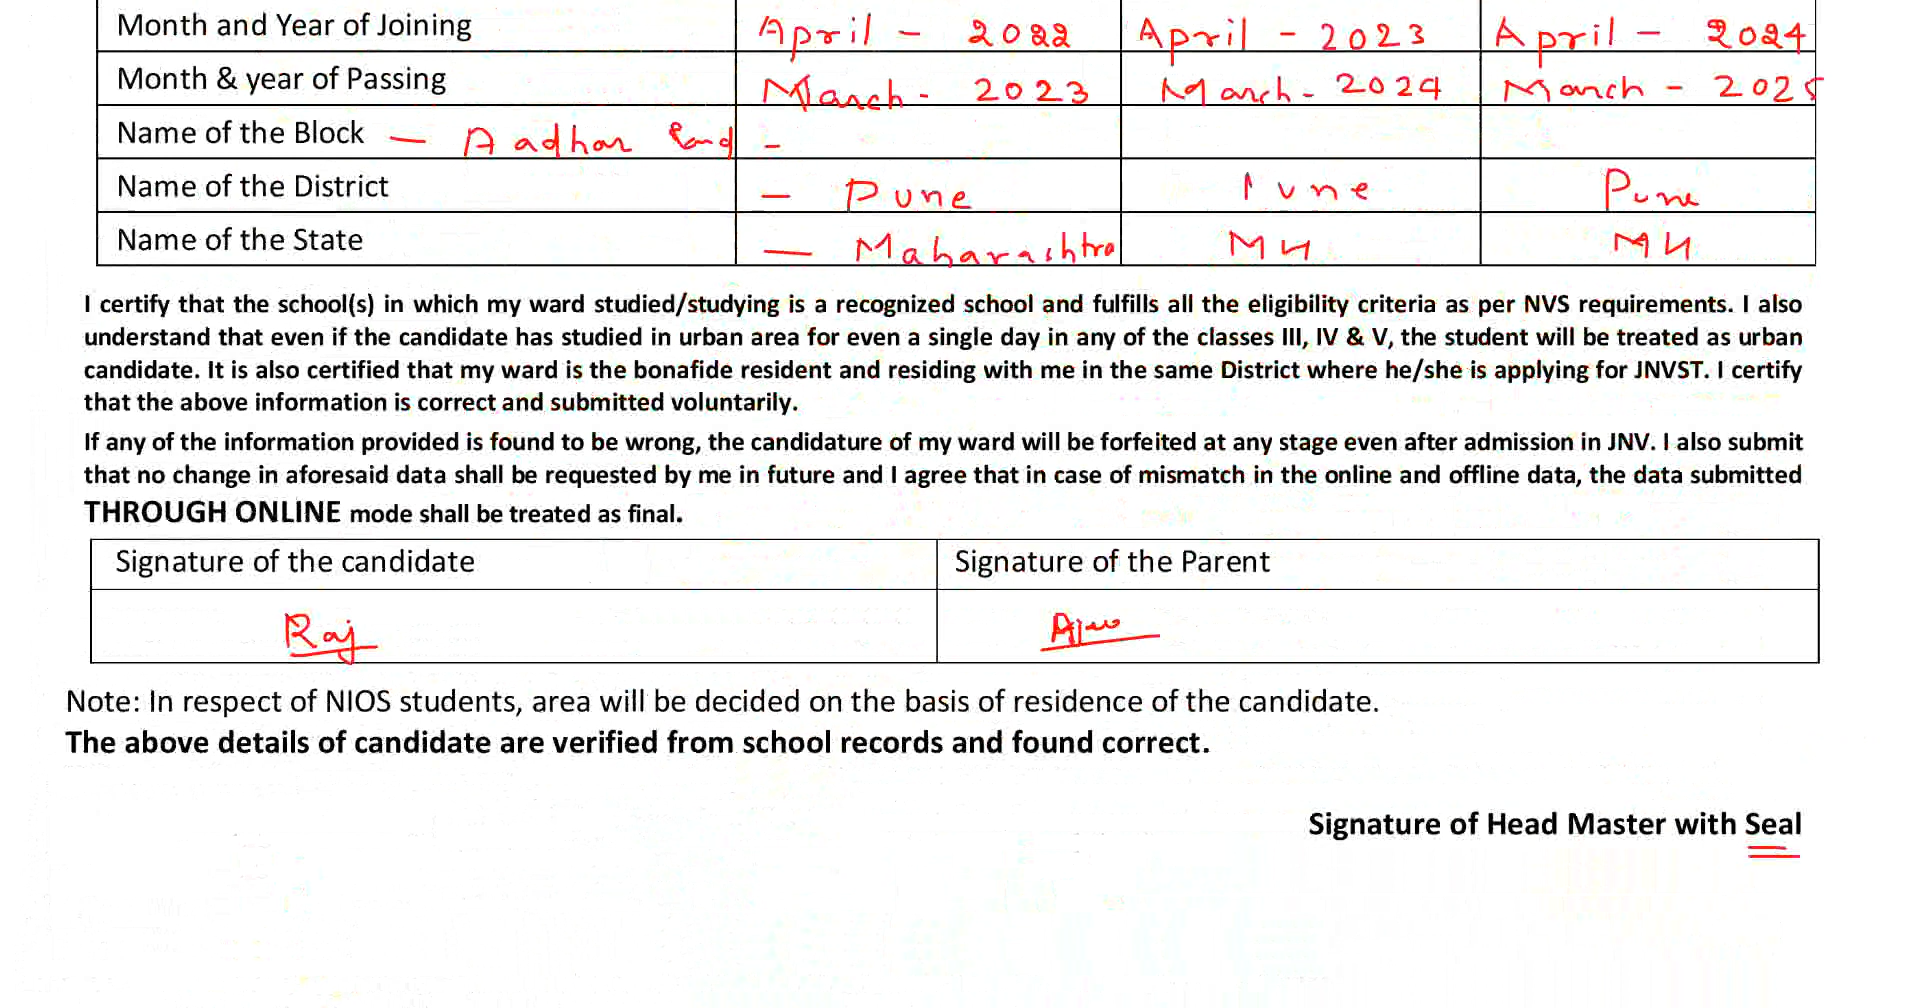 Month and Year of Joining April - 2022 April - 2023 April - 2024
Month & year of Passing March - 2023 March - 2024 March - 2025
Name of the Block — Aadhar Card -
Name of the District — Pune Pune Pune
Name of the State — Maharashtra MH MH
I certify that the school(s) in which my ward studied/studying is a recognized school and fulfills all the eligibility criteria as per NVS requirements. I also
understand that even if the candidate has studied in urban area for even a single day in any of the classes III, IV & V, the student will be treated as urban
candidate. It is also certified that my ward is the bonafide resident and residing with me in the same District where he/she is applying for JNVST. I certify
that the above information is correct and submitted voluntarily.
If any of the information provided is found to be wrong, the candidature of my ward will be forfeited at any stage even after admission in JNV. I also submit
that no change in aforesaid data shall be requested by me in future and I agree that in case of mismatch in the online and offline data, the data submitted
THROUGH ONLINE mode shall be treated as final.
Signature of the candidate Signature of the Parent
Raj
Note: In respect of NIOS students, area will be decided on the basis of residence of the candidate.
The above details of candidate are verified from school records and found correct.
Signature of Head Master with Seal